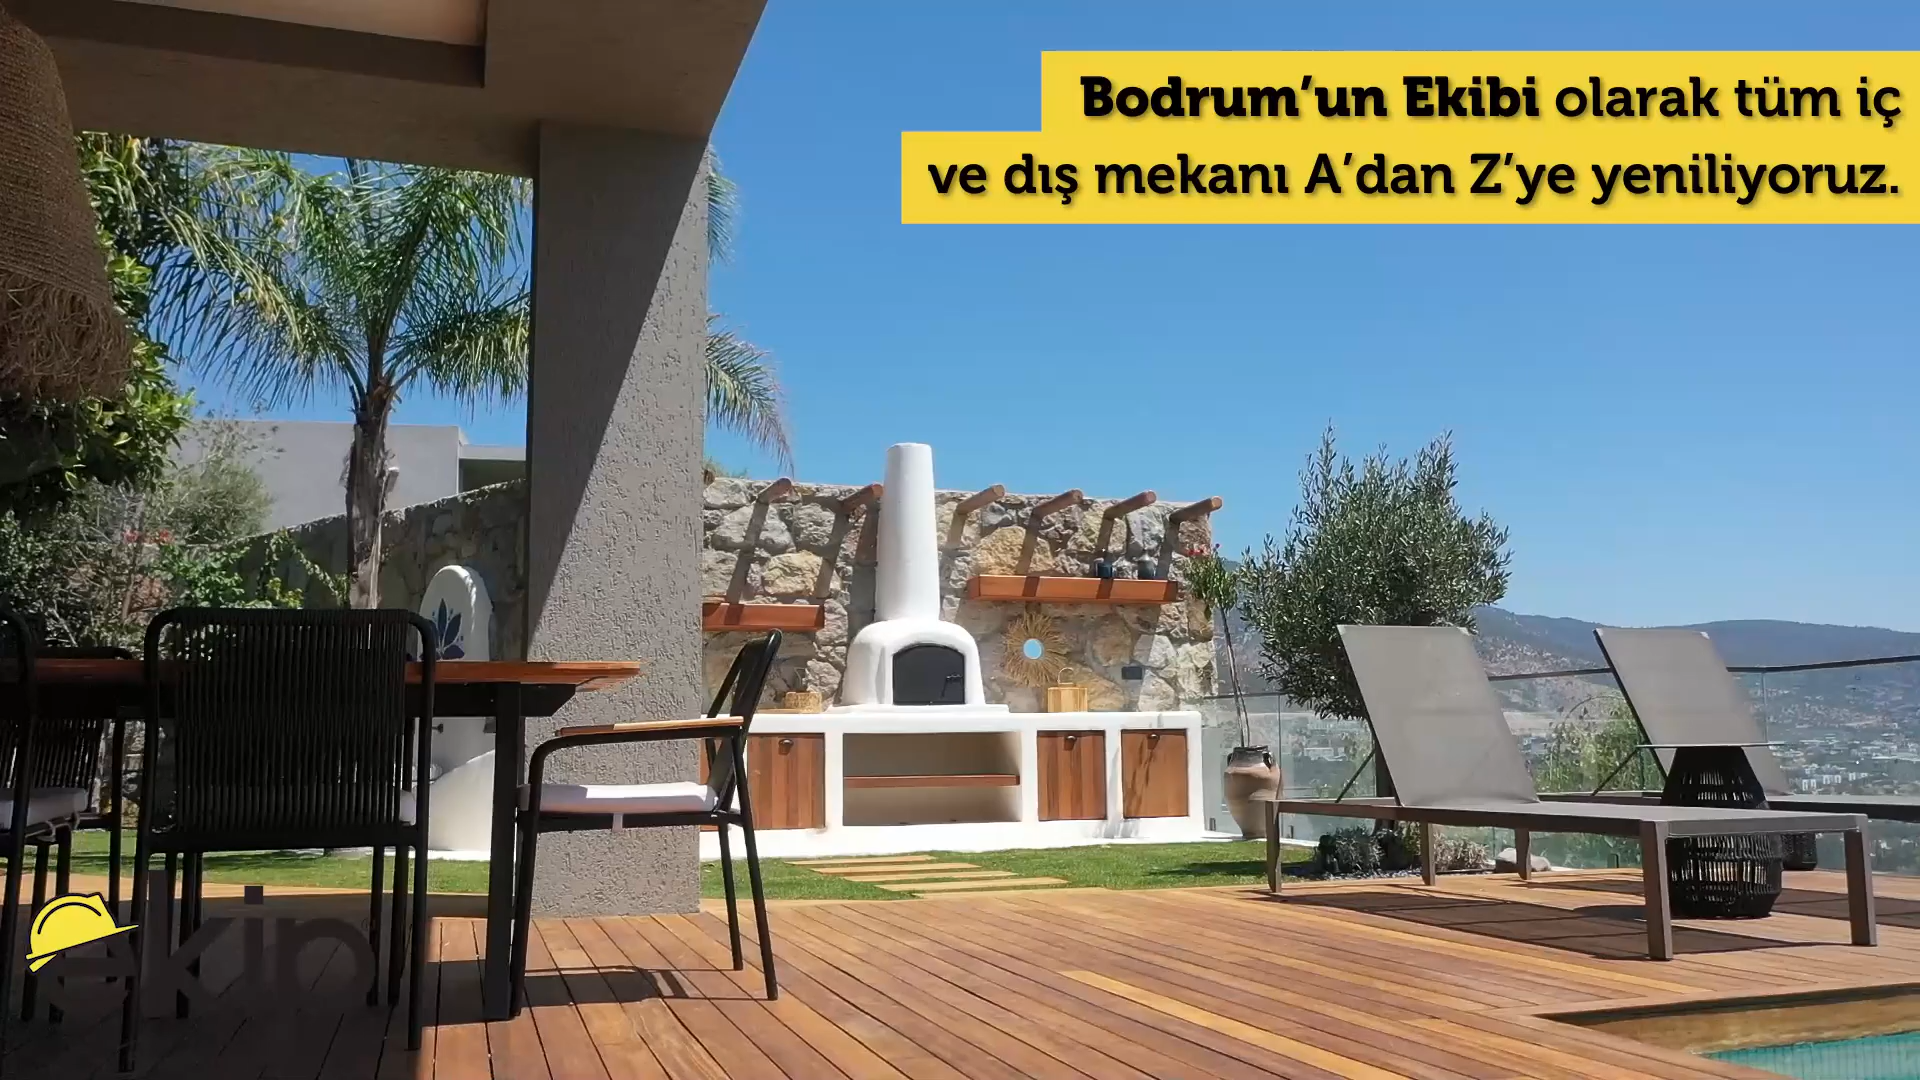 Bodrum’un Ekibi olarak tüm iç
ve dış mekanı A’dan Z’ye yeniliyoruz.
ekip